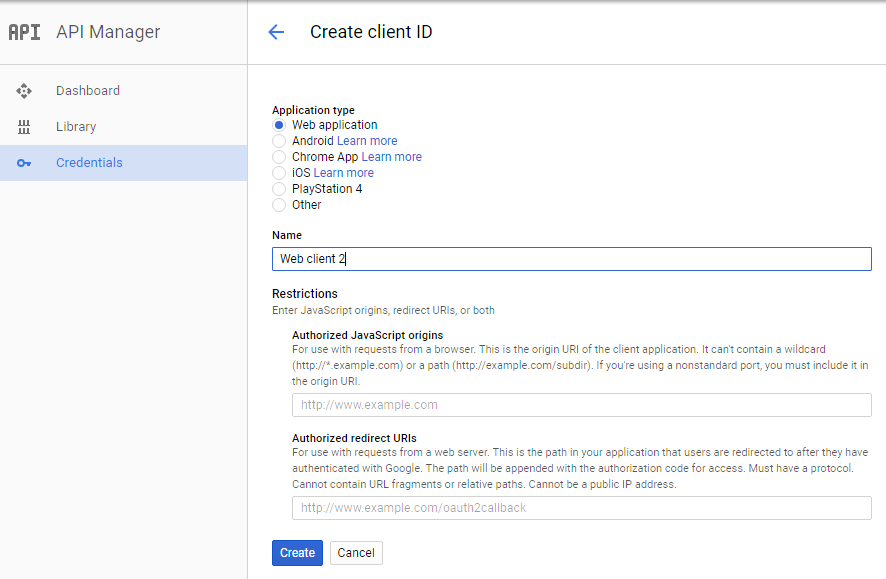 API API Manager
Create client ID
Dashboard
Library
Credentials
Application type
Web application
Android Learn more
Chrome App Learn more
iOS Learn more
PlayStation 4
Other
Name
Web client 2
Restrictions
Enter JavaScript origins, redirect URIs, or both
Authorized JavaScript origins
For use with requests from a browser. This is the origin URI of the client application. It can't contain a wildcard
(http://*.example.com) or a path (http://example.com/subdir). If you're using a nonstandard port, you must include it in
the origin URI.
http://www.example.com
Authorized redirect URIs
For use with requests from a web server. This is the path in your application that users are redirected to after they have
authenticated with Google. The path will be appended with the authorization code for access. Must have a protocol.
Cannot contain URL fragments or relative paths. Cannot be a public IP address.
http://www.example.com/oauth2callback
Create Cancel